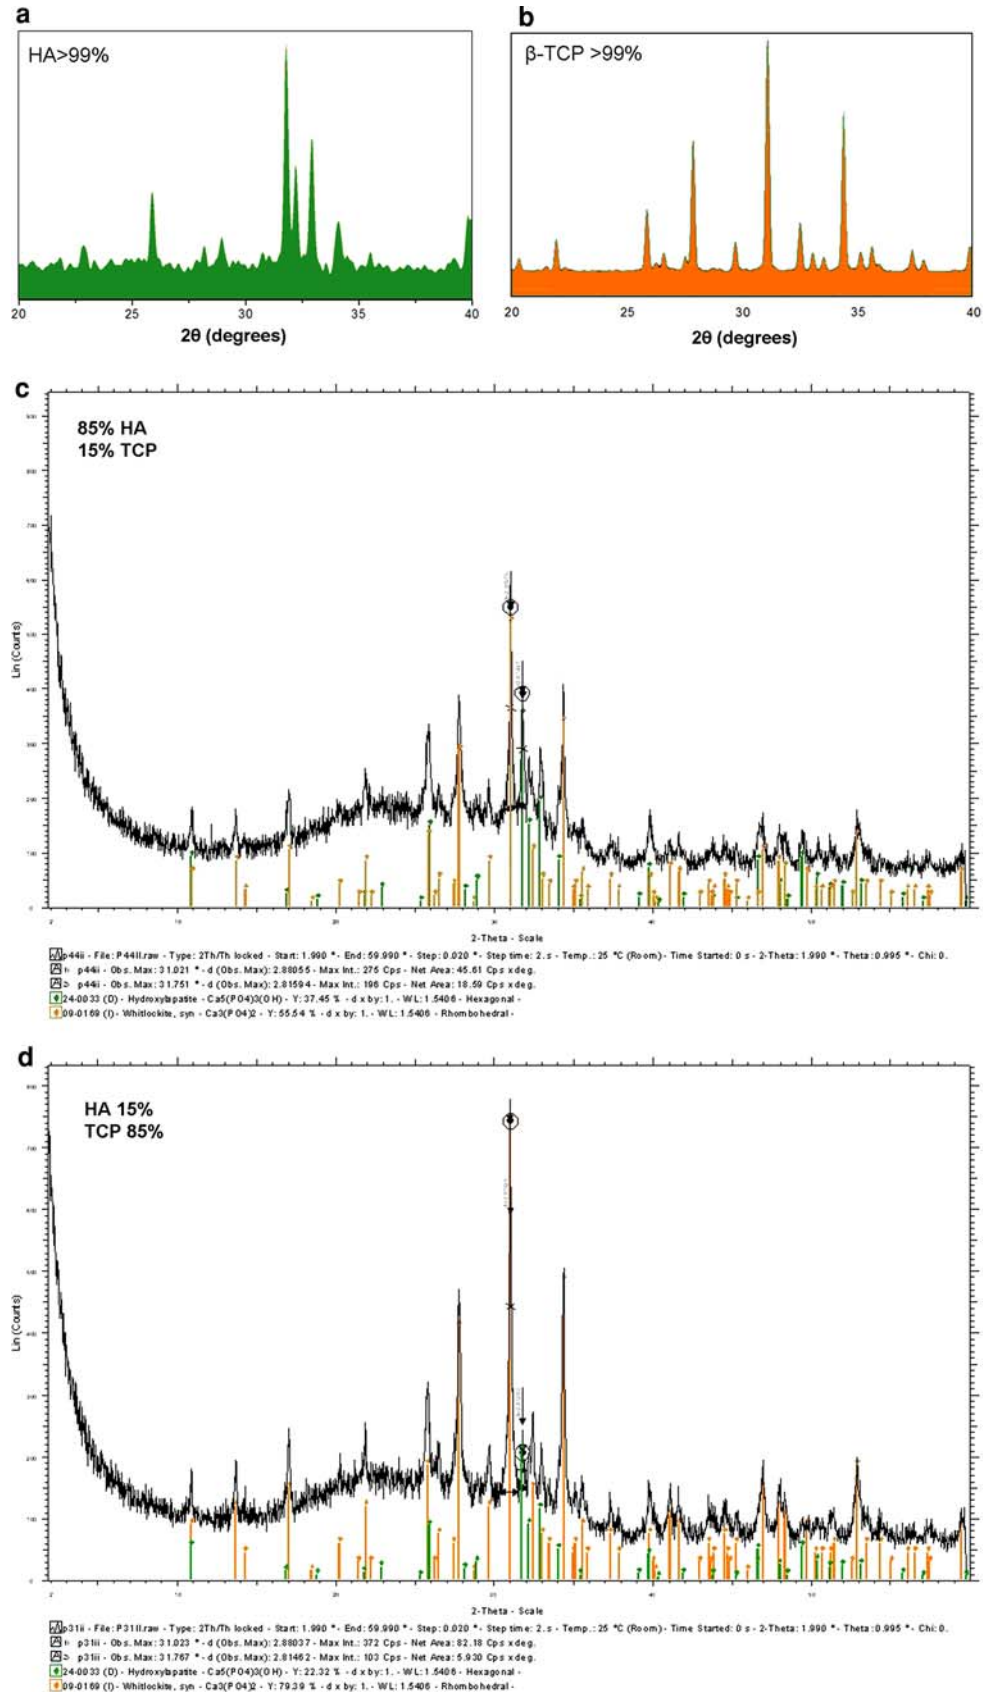 a
HA>99%
20 25 30 35 40
2θ (degrees)
b
β-TCP >99%
20 25 30 35 40
2θ (degrees)
c
85% HA
15% TCP
Lin (Counts)
2-Theta - Scale
p44ii - File: P44II.raw - Type: 2Th/Th locked - Start: 1.990 ° - End: 59.990 ° - Step: 0.020 ° - Step time: 2. s - Temp.: 25 °C (Room) - Time Started: 0 s - 2-Theta: 1.990 ° - Theta: 0.995 ° - Chi: 0.
p44ii - Obs. Max: 31.021 ° - d (Obs. Max): 2.88055 - Max Int.: 275 Cps - Net Area: 45.61 Cps x deg.
p44ii - Obs. Max: 31.751 ° - d (Obs. Max): 2.81594 - Max Int.: 196 Cps - Net Area: 18.59 Cps x deg.
24-0033 (D) - Hydroxylapatite - Ca5(PO4)3(OH) - Y: 37.45 % - d x by: 1. - WL: 1.5406 - Hexagonal -
09-0169 (I) - Whitlockite, syn - Ca3(PO4)2 - Y: 55.54 % - d x by: 1. - WL: 1.5406 - Rhombohedral -
d
HA 15%
TCP 85%
Lin (Counts)
2-Theta - Scale
p31ii - File: P31II.raw - Type: 2Th/Th locked - Start: 1.990 ° - End: 59.990 ° - Step: 0.020 ° - Step time: 2. s - Temp.: 25 °C (Room) - Time Started: 0 s - 2-Theta: 1.990 ° - Theta: 0.995 ° - Chi: 0.
p31ii - Obs. Max: 31.023 ° - d (Obs. Max): 2.88037 - Max Int.: 372 Cps - Net Area: 82.18 Cps x deg.
p31ii - Obs. Max: 31.767 ° - d (Obs. Max): 2.81462 - Max Int.: 103 Cps - Net Area: 5.930 Cps x deg.
24-0033 (D) - Hydroxylapatite - Ca5(PO4)3(OH) - Y: 22.32 % - d x by: 1. - WL: 1.5406 - Hexagonal -
09-0169 (I) - Whitlockite, syn - Ca3(PO4)2 - Y: 79.39 % - d x by: 1. - WL: 1.5406 - Rhombohedral -